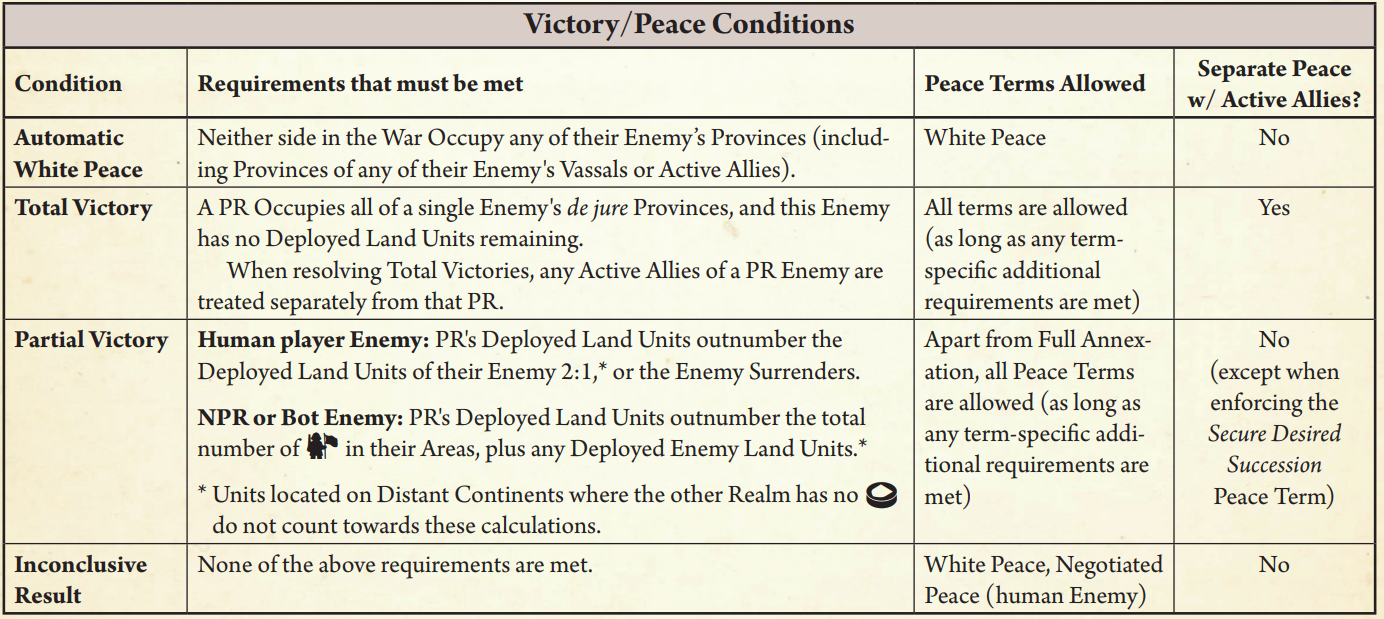 Victory/Peace Conditions
Condition
Requirements that must be met
Peace Terms Allowed
Separate Peace
w/ Active Allies?
Automatic
White Peace
Neither side in the War Occupy any of their Enemy's Provinces (includ-
ing Provinces of any of their Enemy's Vassals or Active Allies).
White Peace
No
Total Victory
A PR Occupies all of a single Enemy's de jure Provinces, and this Enemy
has no Deployed Land Units remaining.
When resolving Total Victories, any Active Allies of a PR Enemy are
treated separately from that PR.
All terms are allowed
(as long as any term-
specific additional
requirements are met)
Yes
Partial Victory
Human player Enemy: PR's Deployed Land Units outnumber the
Deployed Land Units of their Enemy 2:1,* or the Enemy Surrenders.
NPR or Bot Enemy: PR's Deployed Land Units outnumber the total
number of in their Areas, plus any Deployed Enemy Land Units.*
* Units located on Distant Continents where the other Realm has no
do not count towards these calculations.
Apart from Full Annex-
ation, all Peace Terms
are allowed (as long as
any term-specific addi-
tional requirements are
met)
No
(except when
enforcing the
Secure Desired
Succession
Peace Term)
Inconclusive
Result
None of the above requirements are met.
White Peace, Negotiated
Peace (human Enemy)
No